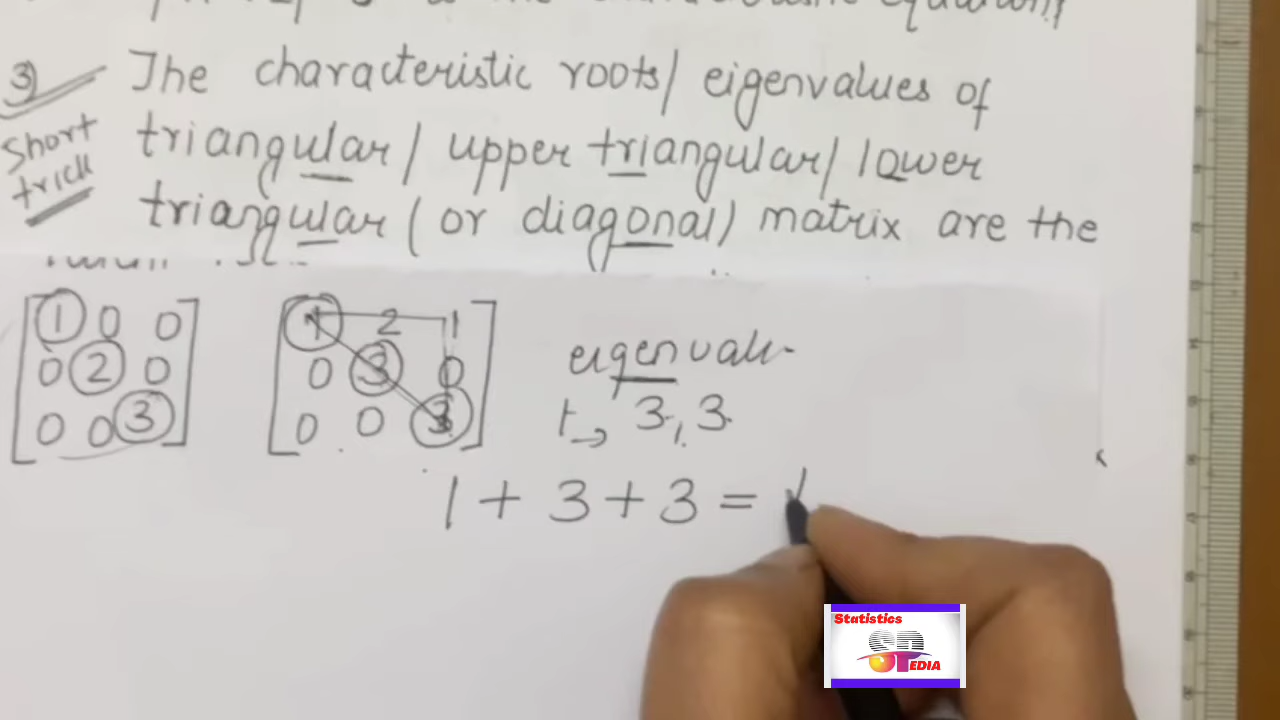 3) The characteristic roots/ eigenvalues of
Short trick
triangular/ upper triangular/ lower
triangular (or diagonal) matrix are the
1 0 0
0 2 0
0 0 3
1 2 1
0 3 0
0 0 3
eigenvalu
1, 3, 3
1 + 3 + 3 = 1
Statistics
PEDIA